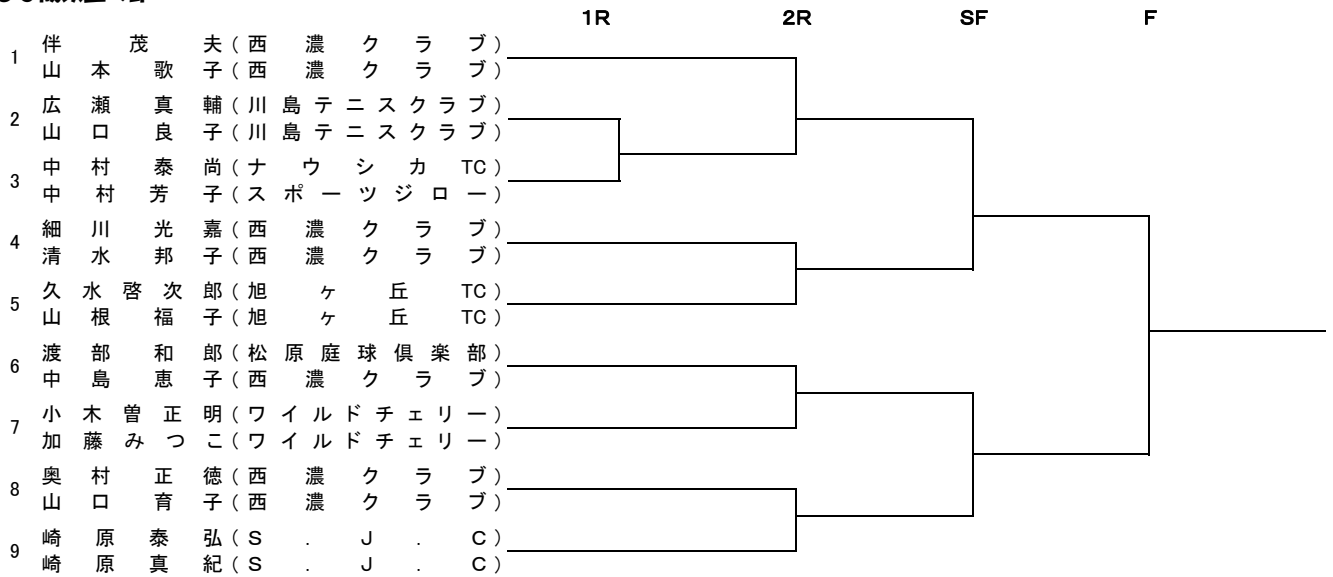 1R 2R SF F
1
伴 茂 夫 ( 西 濃 ク ラ ブ )
山 本 歌 子 ( 西 濃 ク ラ ブ )
2
広 瀬 真 輔 ( 川 島 テ ニ ス ク ラ ブ )
山 口 良 子 ( 川 島 テ ニ ス ク ラ ブ )
3
中 村 泰 尚 ( ナ ウ シ カ TC )
中 村 芳 子 ( ス ポ ー ツ ジ ロ ー )
4
細 川 光 嘉 ( 西 濃 ク ラ ブ )
清 水 邦 子 ( 西 濃 ク ラ ブ )
5
久 水 啓 次 郎 ( 旭 ヶ 丘 TC )
山 根 福 子 ( 旭 ヶ 丘 TC )
6
渡 部 和 郎 ( 松 原 庭 球 倶 楽 部 )
中 島 恵 子 ( 西 濃 ク ラ ブ )
7
小 木 曽 正 明 ( ワ イ ル ド チ ェ リ ー )
加 藤 み つ こ ( ワ イ ル ド チ ェ リ ー )
8
奥 村 正 徳 ( 西 濃 ク ラ ブ )
山 口 育 子 ( 西 濃 ク ラ ブ )
9
崎 原 泰 弘 ( S . J . C )
崎 原 真 紀 ( S . J . C )